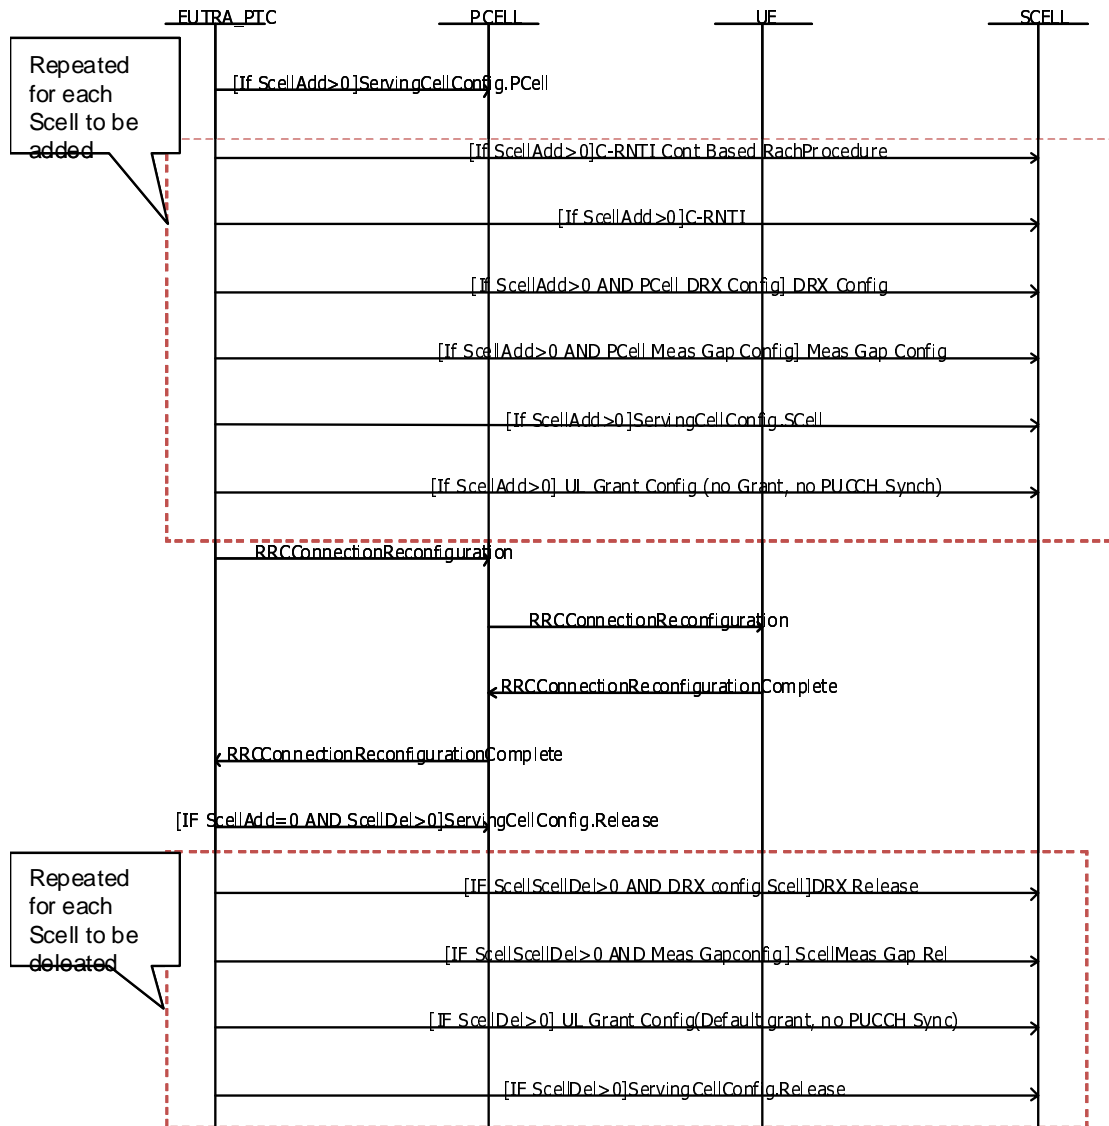 EUTRA_PTC PCELL UE SCELL
Repeated
for each
Scell to be
added
[If ScellAdd>0]ServingCellConfig.PCell
[If ScellAdd>0]C-RNTI Cont Based RachProcedure
[If ScellAdd>0]C-RNTI
[If ScellAdd>0 AND PCell DRX Config] DRX Config
[If ScellAdd>0 AND PCell Meas Gap Config] Meas Gap Config
[If ScellAdd>0]ServingCellConfig.SCell
[If ScellAdd>0] UL Grant Config (no Grant, no PUCCH Synch)
RRCConnectionReconfiguration
RRCConnectionReconfiguration
RRCConnectionReconfigurationComplete
RRCConnectionReconfigurationComplete
[IF ScellAdd=0 AND ScellDel>0]ServingCellConfig.Release
Repeated
for each
Scell to be
deleated
[IF ScellScellDel>0 AND DRX config Scell]DRX Release
[IF ScellScellDel>0 AND Meas Gapconfig] ScellMeas Gap Rel
[IF ScellDel>0] UL Grant Config(Default grant, no PUCCH Sync)
[IF ScellDel>0]ServingCellConfig.Release